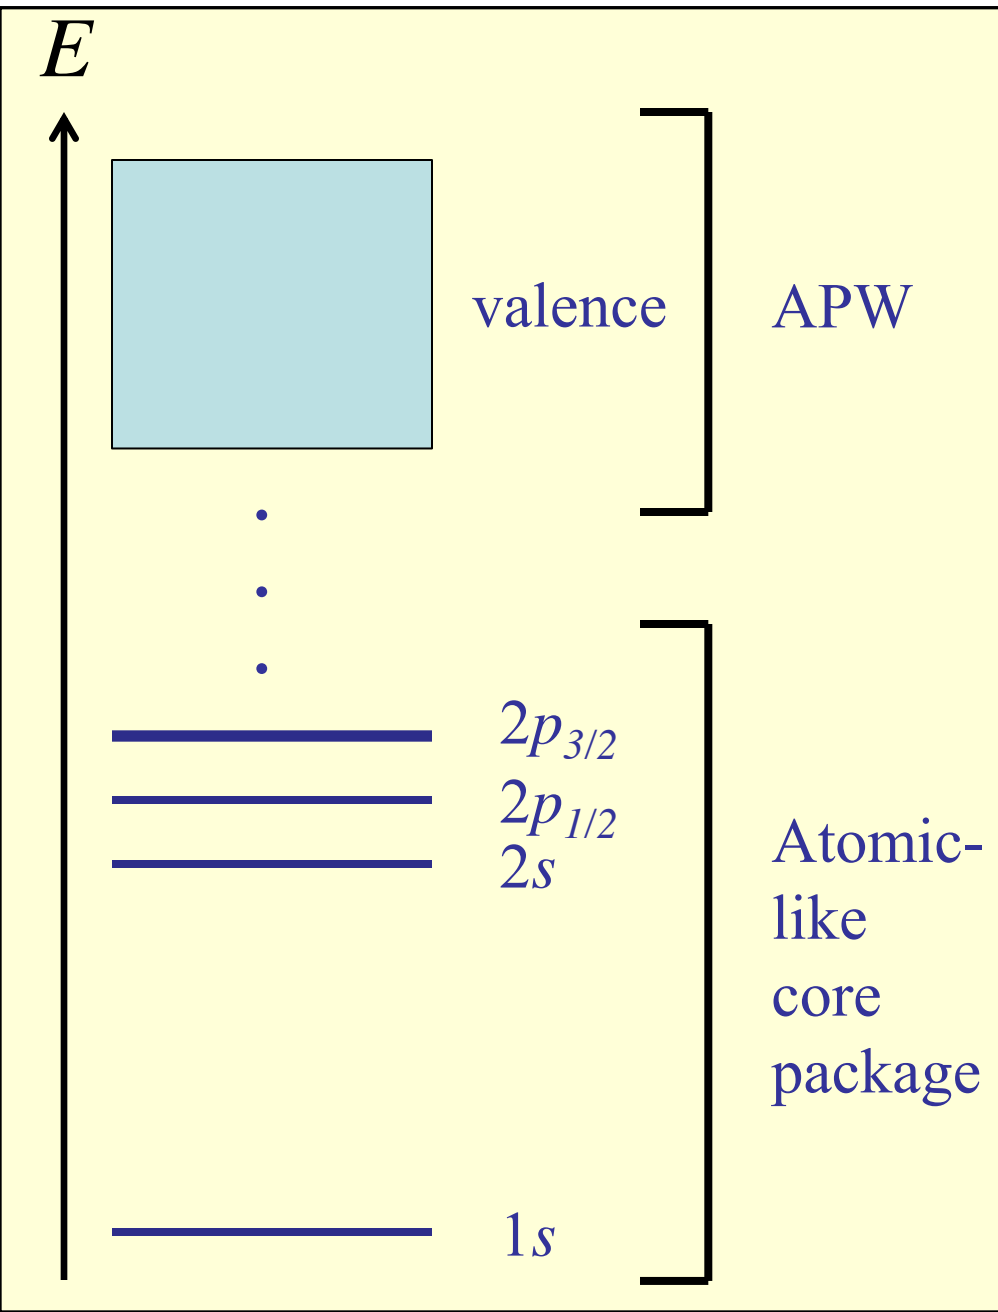 E
valence
APW
2p3/2
2p1/2
2s
Atomic-
like
core
package
1s